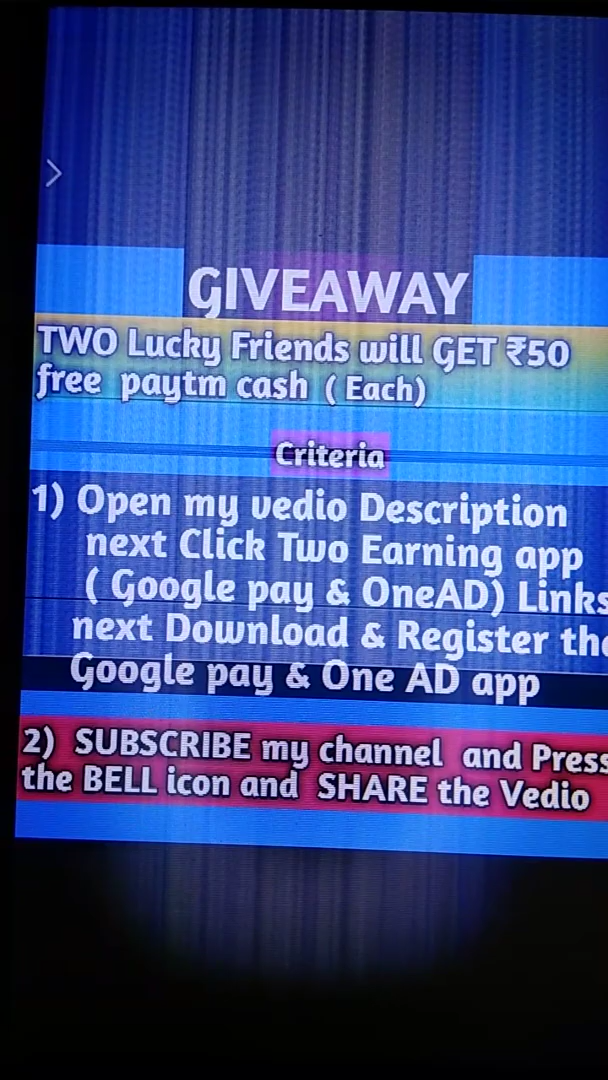 GIVEAWAY
TWO Lucky Friends will GET ₹50
free paytm cash ( Each)
Criteria
1) Open my vedio Description
next Click Two Earning app
( Google pay & OneAD) Links
next Download & Register the
Google pay & One AD app
2) SUBSCRIBE my channel and Press
the BELL icon and SHARE the Vedio